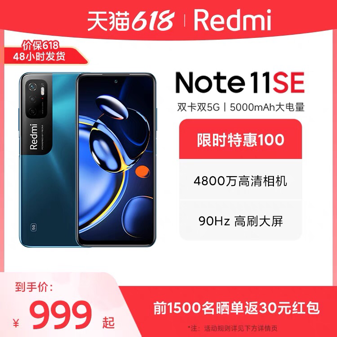 天猫618 | Redmi
价保618
48小时发货
Redmi
5G
Note 11SE
双卡双5G | 5000mAh大电量
限时特惠100
4800万高清相机
90Hz 高刷大屏
到手价：
¥ 999 起
前1500名晒单返30元红包